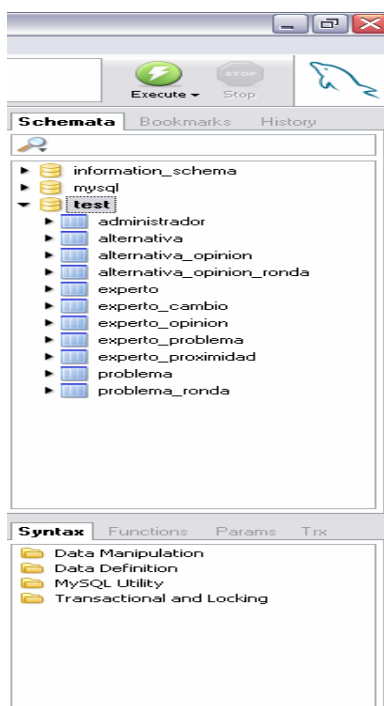 STOP
Execute Stop
Schemata Bookmarks History
information_schema
mysql
test
administrador
alternativa
alternativa_opinion
alternativa_opinion_ronda
experto
experto_cambio
experto_opinion
experto_problema
experto_proximidad
problema
problema_ronda
Syntax Functions Params Trx
Data Manipulation
Data Definition
MySQL Utility
Transactional and Locking